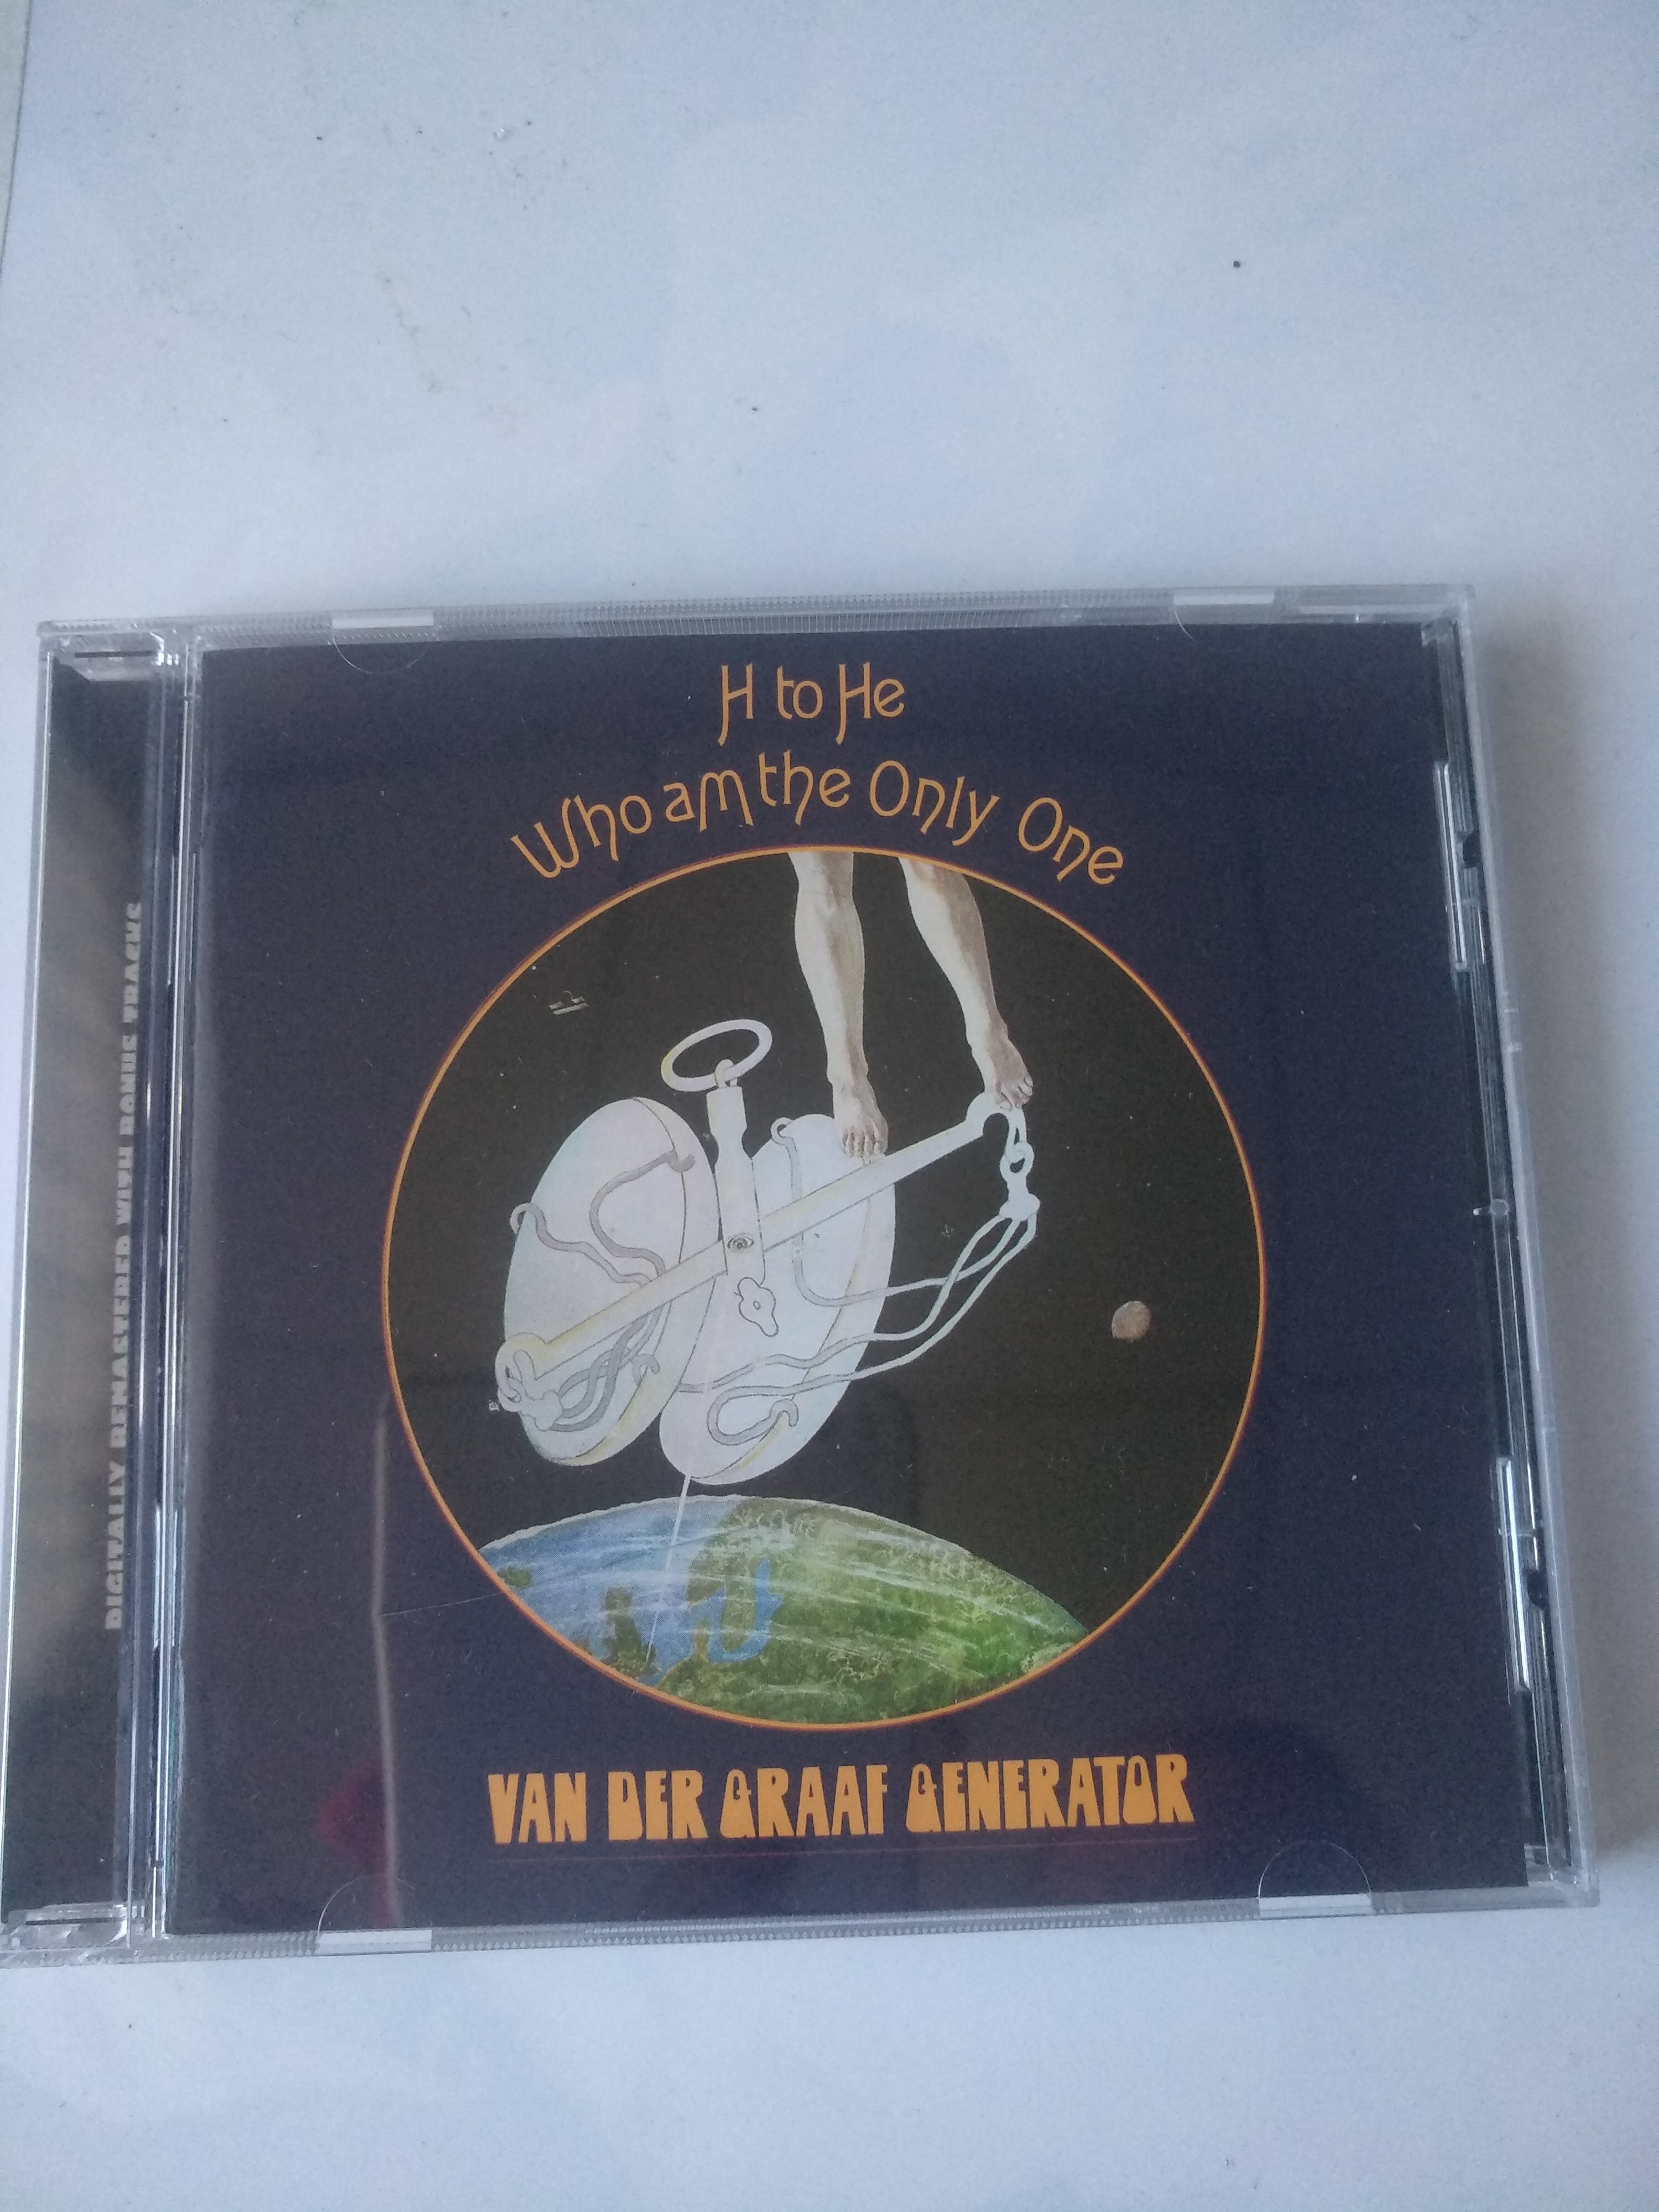 H to He
Who am the Only One
VAN DER GRAAF GENERATOR
DIGITALLY REMASTERED WITH BONUS TRACKS